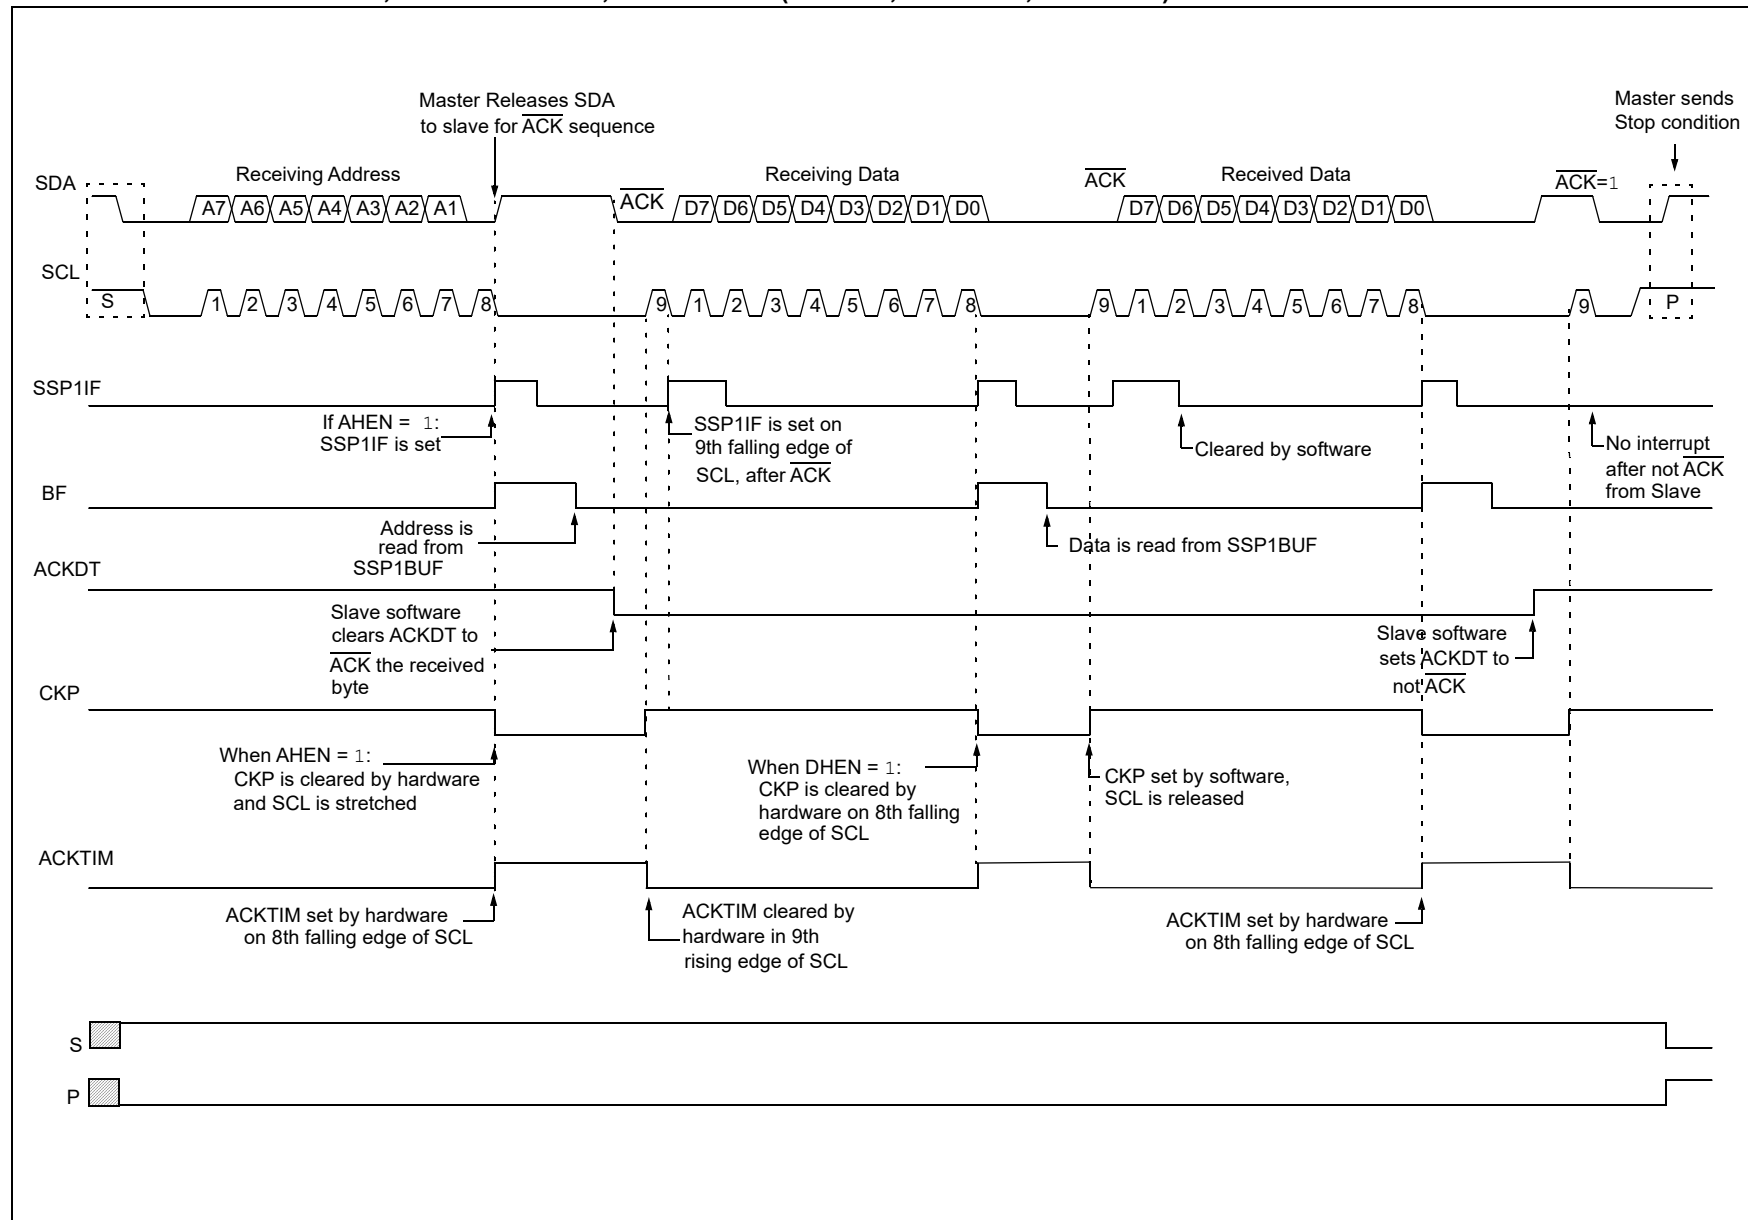 Master Releases SDA
to slave for ACK sequence
Master sends
Stop condition
SDA
Receiving Address
ACK
Receiving Data
ACK
Received Data
ACK=1
A7 A6 A5 A4 A3 A2 A1
D7 D6 D5 D4 D3 D2 D1 D0
D7 D6 D5 D4 D3 D2 D1 D0
SCL
S
1 2 3 4 5 6 7 8
9
1 2 3 4 5 6 7 8
9
1 2 3 4 5 6 7 8
9
P
SSP1IF
If AHEN = 1:
SSP1IF is set
SSP1IF is set on
9th falling edge of
SCL, after ACK
Cleared by software
No interrupt
after not ACK
from Slave
BF
Address is
read from
SSP1BUF
Data is read from SSP1BUF
ACKDT
Slave software
clears ACKDT to
ACK the received
byte
Slave software
sets ACKDT to
not ACK
CKP
When AHEN = 1:
CKP is cleared by hardware
and SCL is stretched
When DHEN = 1:
CKP is cleared by
hardware on 8th falling
edge of SCL
CKP set by software,
SCL is released
ACKTIM
ACKTIM set by hardware
on 8th falling edge of SCL
ACKTIM cleared by
hardware in 9th
rising edge of SCL
ACKTIM set by hardware
on 8th falling edge of SCL
S
P